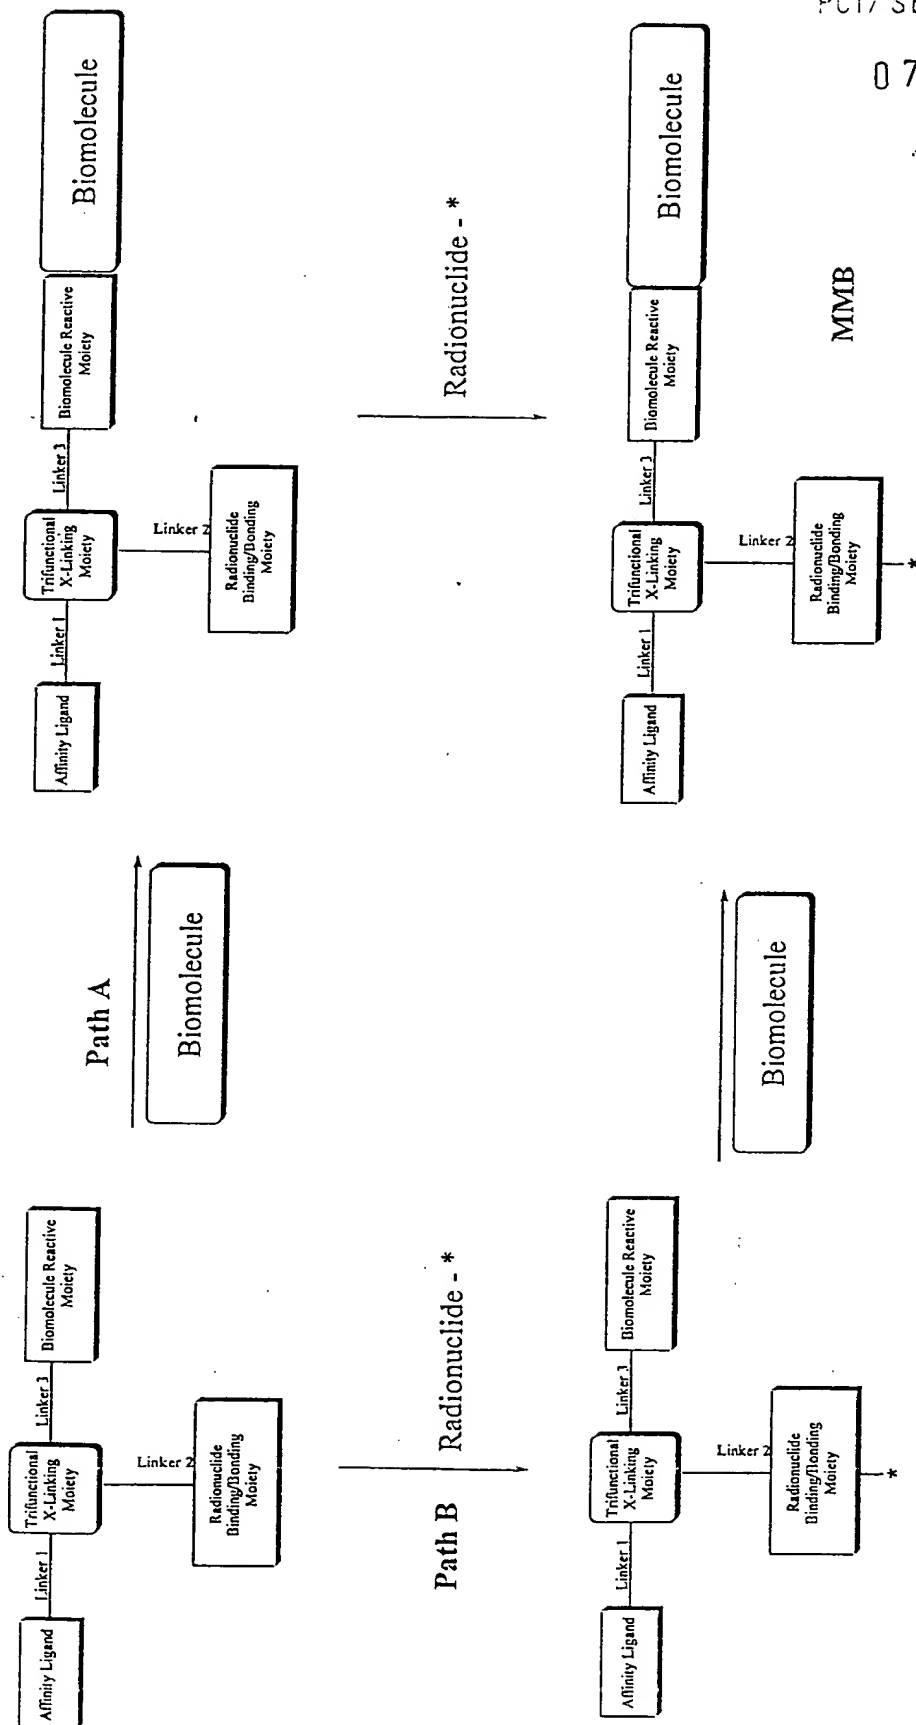 PCT/ SE
0 7
Affinity Ligand
Linker 1
Trifunctional
X-Linking
Moiety
Linker 3
Biomolecule Reactive
Moiety
Linker 2
Radionuclide
Binding/Bonding
Moiety
Path A
Biomolecule
Affinity Ligand
Linker 1
Trifunctional
X-Linking
Moiety
Linker 3
Biomolecule Reactive
Moiety
Biomolecule
Linker 2
Radionuclide
Binding/Bonding
Moiety
Path B
Radionuclide - *
Radionuclide - *
Affinity Ligand
Linker 1
Trifunctional
X-Linking
Moiety
Linker 3
Biomolecule Reactive
Moiety
Linker 2
Radionuclide
Binding/Bonding
Moiety
*
Biomolecule
Affinity Ligand
Linker 1
Trifunctional
X-Linking
Moiety
Linker 3
Biomolecule Reactive
Moiety
Biomolecule
Linker 2
Radionuclide
Binding/Bonding
Moiety
*
MMB